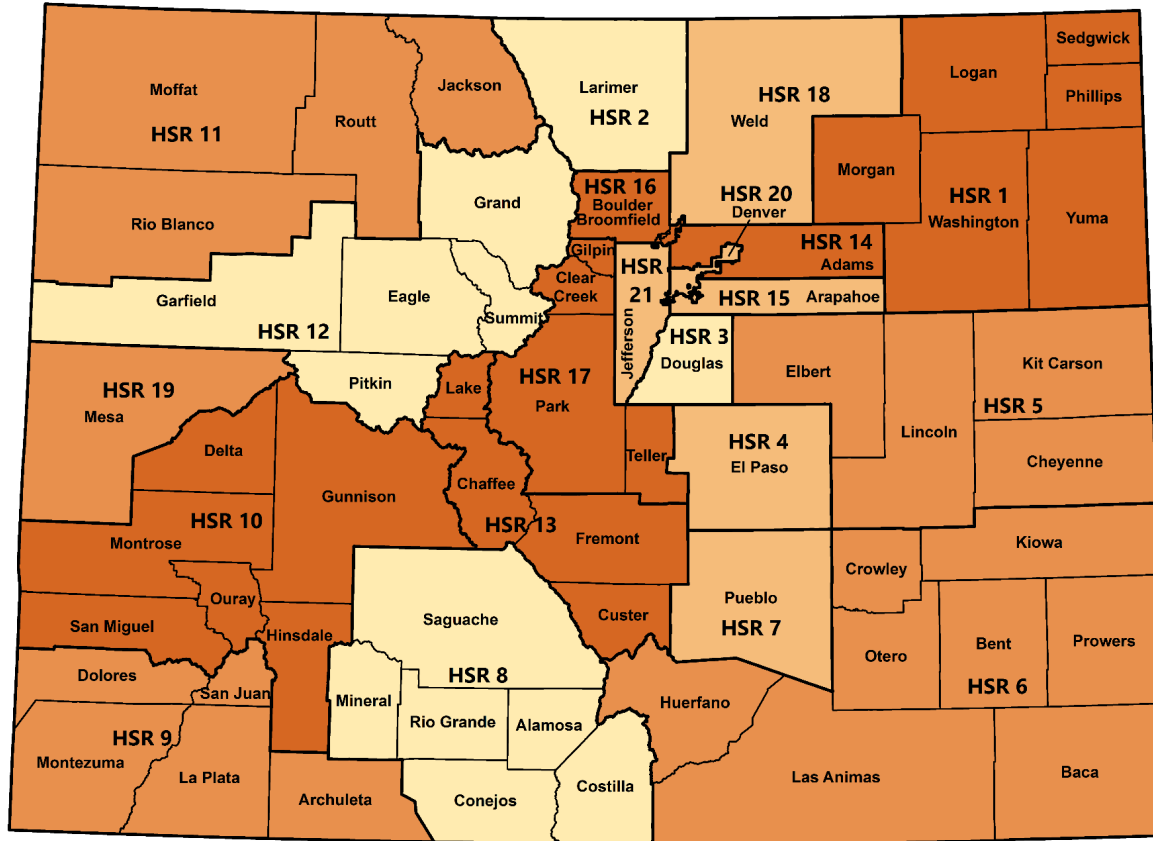 Sedgwick
Logan
Jackson
Larimer
Moffat
HSR 18
Phillips
HSR 2
Routt
Weld
HSR 11
Morgan
HSR 16
HSR 20
HSR 1
Boulder
Grand
Denver
Broomfield
Washington
Yuma
Rio Blanco
HSR 14
Gilpin
HSR
Adams
Clear
Creek
Eagle
21
HSR 15
Arapahoe
Garfield
Summit
HSR 12
HSR 3
Jefferson
Douglas
Kit Carson
Elbert
Pitkin
HSR 17
HSR 19
Lake
Park
HSR 5
Mesa
Lincoln
HSR 4
Delta
Teller
Cheyenne
El Paso
Chaffee
Gunnison
HSR 10
HSR 13
Montrose
Fremont
Kiowa
Crowley
Ouray
Pueblo
Custer
Saguache
San Miguel
Hinsdale
HSR 7
Bent
Prowers
Otero
HSR 8
Dolores
HSR 6
San Juan
Mineral
Huerfano
Rio Grande
Alamosa
HSR 9
Montezuma
La Plata
Las Animas
Baca
Costilla
Archuleta
Conejos